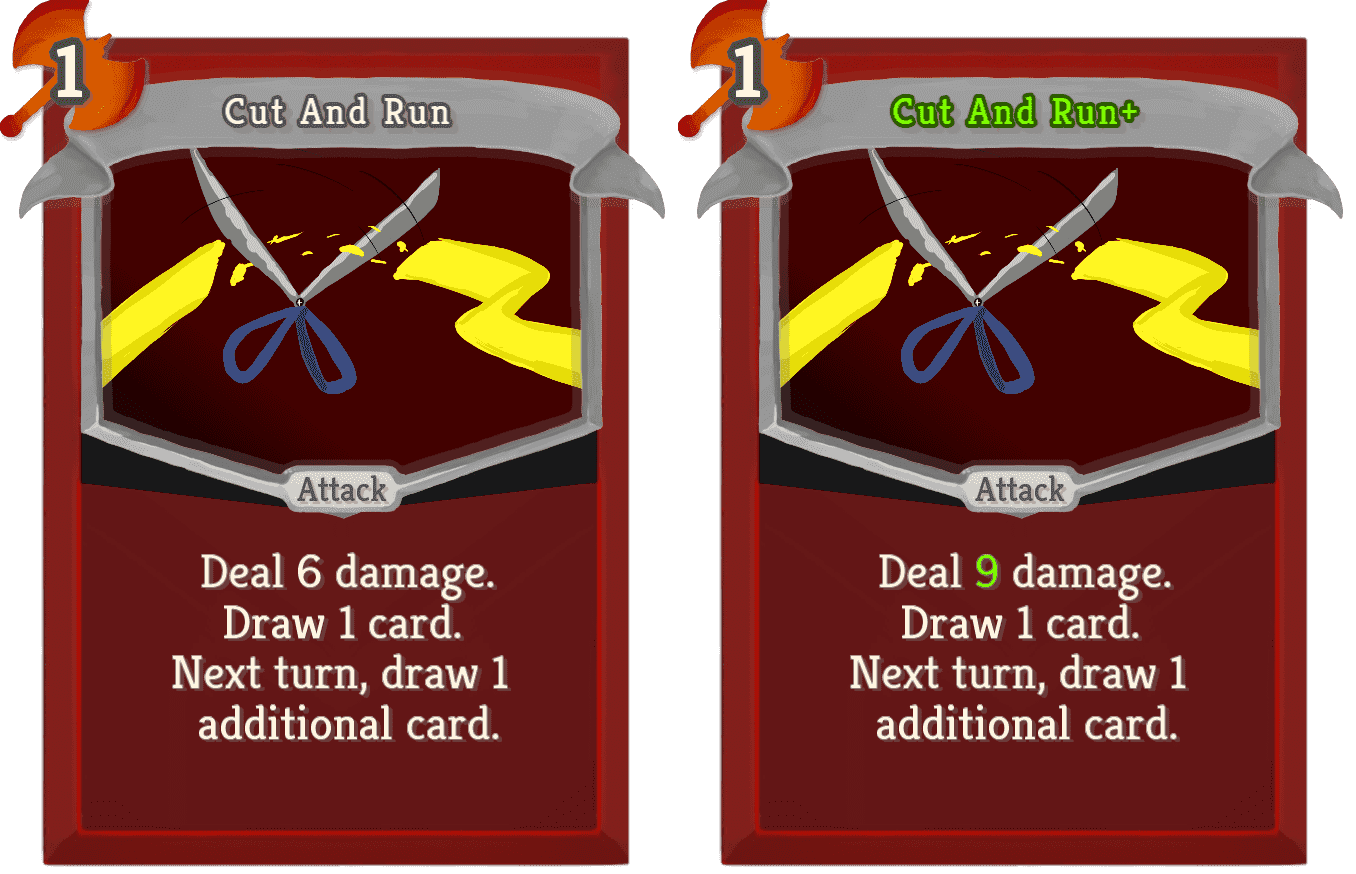 1
Cut And Run
Attack
Deal 6 damage.
Draw 1 card.
Next turn, draw 1
additional card.
1
Cut And Run+
Attack
Deal 9 damage.
Draw 1 card.
Next turn, draw 1
additional card.